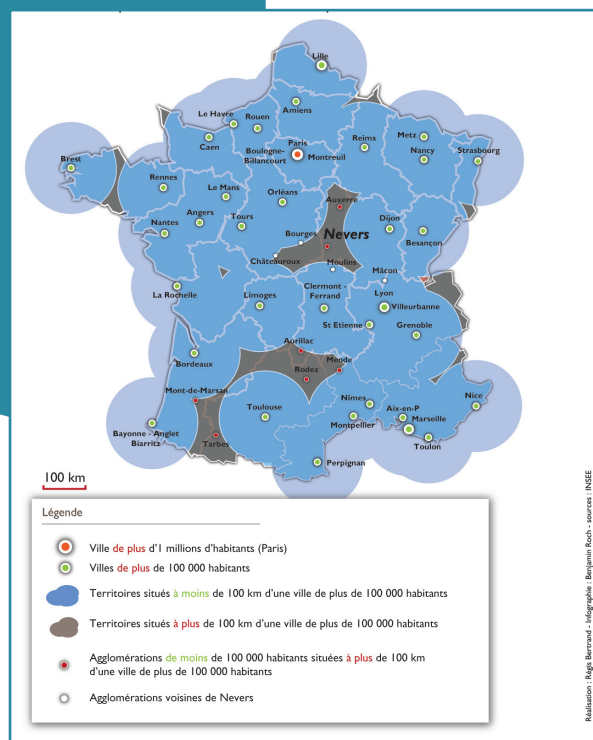 Lille
Amiens
Le Havre
Rouen
Caen
Paris
Boulogne-
Billancourt
Montreuil
Reims
Metz
Nancy
Strasbourg
Brest
Rennes
Le Mans
Orléans
Auxerre
Nantes
Angers
Tours
Bourges
Nevers
Dijon
Besançon
Châteauroux
Moulins
Mâcon
La Rochelle
Limoges
Clermont -
Ferrand
Lyon
Villeurbanne
St Etienne
Grenoble
Aurillac
Bordeaux
Mende
Rodez
Mont-de-Marsan
Nîmes
Aix-en-P
Nice
Toulouse
Montpellier
Marseille
Bayonne - Anglet
Biarritz
Tarbes
Toulon
Perpignan
100 km
Légende
Ville de plus d'1 millions d'habitants (Paris)
Villes de plus de 100 000 habitants
Territoires situés à moins de 100 km d'une ville de plus de 100 000 habitants
Territoires situés à plus de 100 km d'une ville de plus de 100 000 habitants
Agglomérations de moins de 100 000 habitants situées à plus de 100 km
d'une ville de plus de 100 000 habitants
Agglomérations voisines de Nevers
Réalisation : Régis Bertrand - Infographie : Benjamin Roch - sources : INSEE